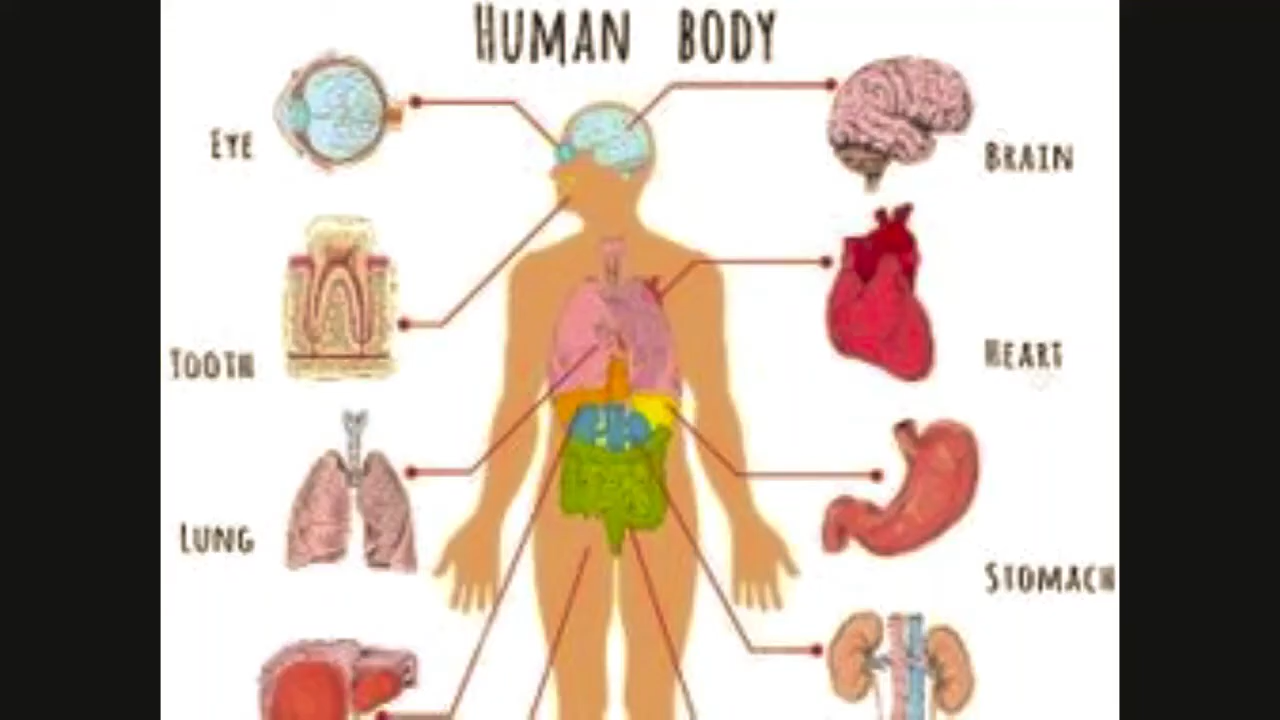 HUMAN BODY
EYE
BRAIN
TOOTH
HEART
LUNG
STOMACH